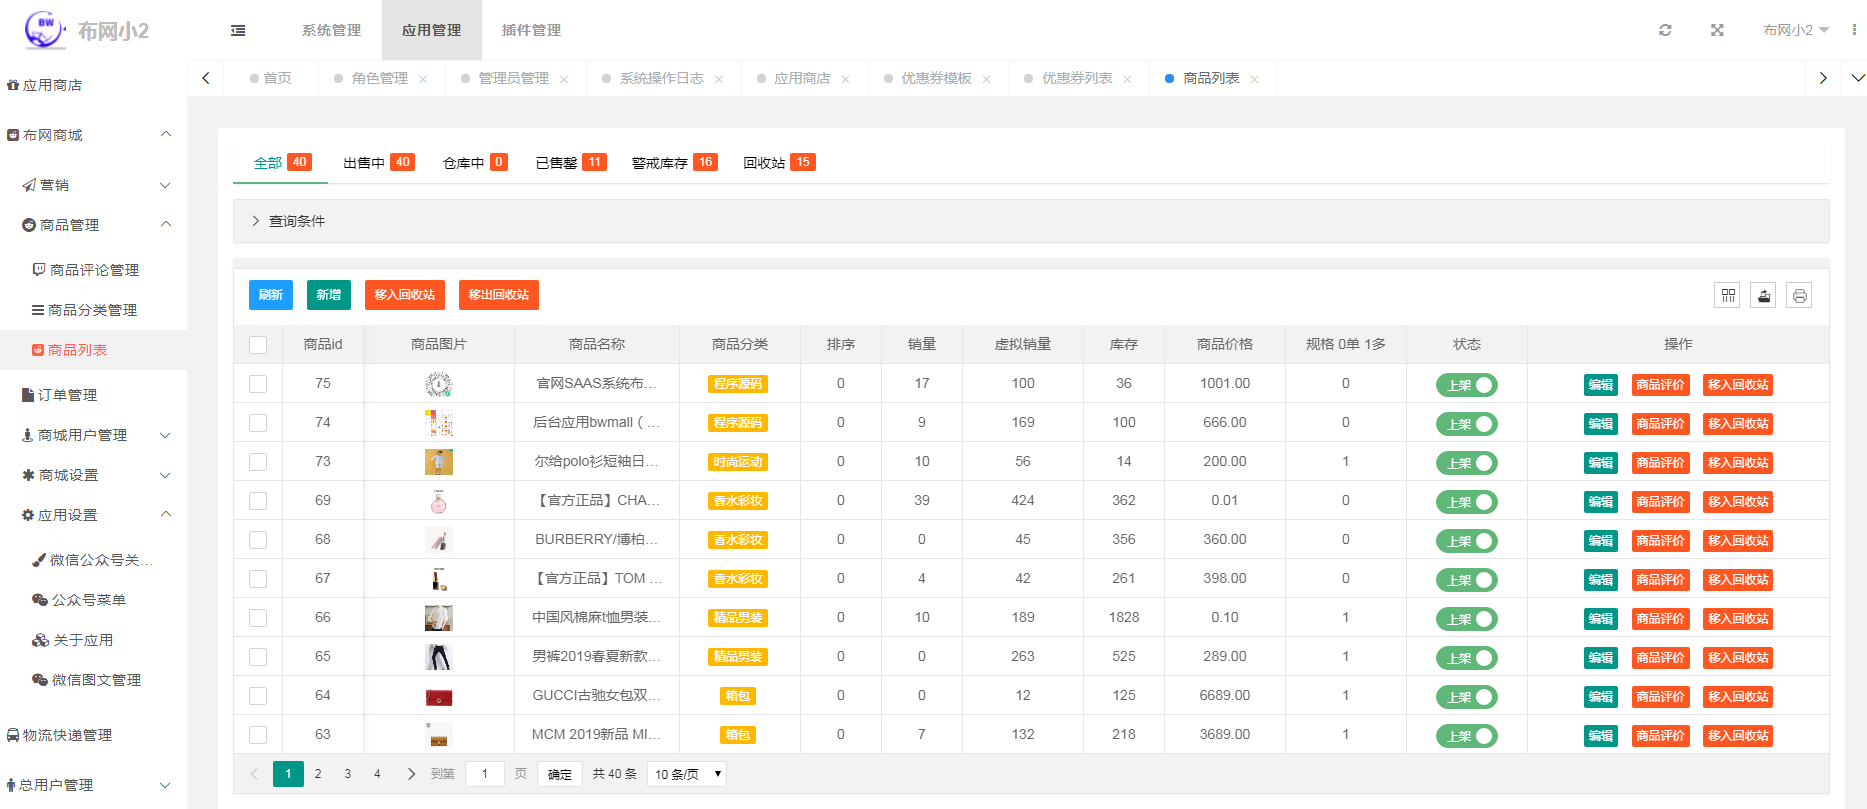 BW 布网小2
系统管理 应用管理 插件管理
布网小2
首页 角色管理 管理员管理 系统操作日志 应用商店 优惠券模板 优惠券列表 商品列表
应用商店
布网商城
营销
商品管理
商品评论管理
商品分类管理
商品列表
订单管理
商城用户管理
商城设置
应用设置
微信公众号关…
公众号菜单
关于应用
微信图文管理
物流快递管理
总用户管理
全部 40 出售中 40 仓库中 0 已售罄 11 警戒库存 16 回收站 15
查询条件
刷新 新增 移入回收站 移出回收站
商品id 商品图片 商品名称 商品分类 排序 销量 虚拟销量 库存 商品价格 规格 0单 1多 状态 操作
75 官网SAAS系统布… 程序源码 0 17 100 36 1001.00 0 上架 编辑 商品评价 移入回收站
74 后台应用bwmall（… 程序源码 0 9 169 100 666.00 0 上架 编辑 商品评价 移入回收站
73 尔给polo衫短袖日… 时尚运动 0 10 56 14 200.00 1 上架 编辑 商品评价 移入回收站
69 【官方正品】CHA… 香水彩妆 0 39 424 362 0.01 0 上架 编辑 商品评价 移入回收站
68 BURBERRY/博柏… 香水彩妆 0 0 45 356 360.00 0 上架 编辑 商品评价 移入回收站
67 【官方正品】TOM … 香水彩妆 0 4 42 261 398.00 0 上架 编辑 商品评价 移入回收站
66 中国风棉麻t恤男装… 精品男装 0 10 189 1828 0.10 1 上架 编辑 商品评价 移入回收站
65 男裤2019春夏新款… 精品男装 0 0 263 525 289.00 1 上架 编辑 商品评价 移入回收站
64 GUCCI古驰女包双… 箱包 0 0 12 125 6689.00 1 上架 编辑 商品评价 移入回收站
63 MCM 2019新品 MI… 箱包 0 7 132 218 3689.00 1 上架 编辑 商品评价 移入回收站
1 2 3 4 到第 1 页 确定 共 40 条 10 条/页